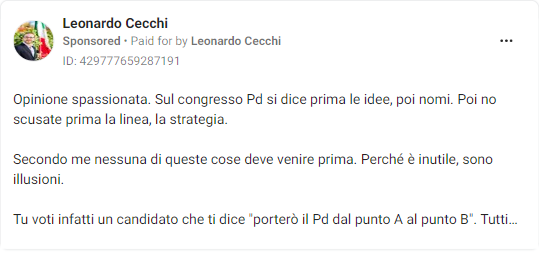 Leonardo Cecchi
Sponsored • Paid for by Leonardo Cecchi
ID: 429777659287191
Opinione spassionata. Sul congresso Pd si dice prima le idee, poi nomi. Poi no
scusate prima la linea, la strategia.
Secondo me nessuna di queste cose deve venire prima. Perché è inutile, sono
illusioni.
Tu voti infatti un candidato che ti dice "porterò il Pd dal punto A al punto B". Tutti...